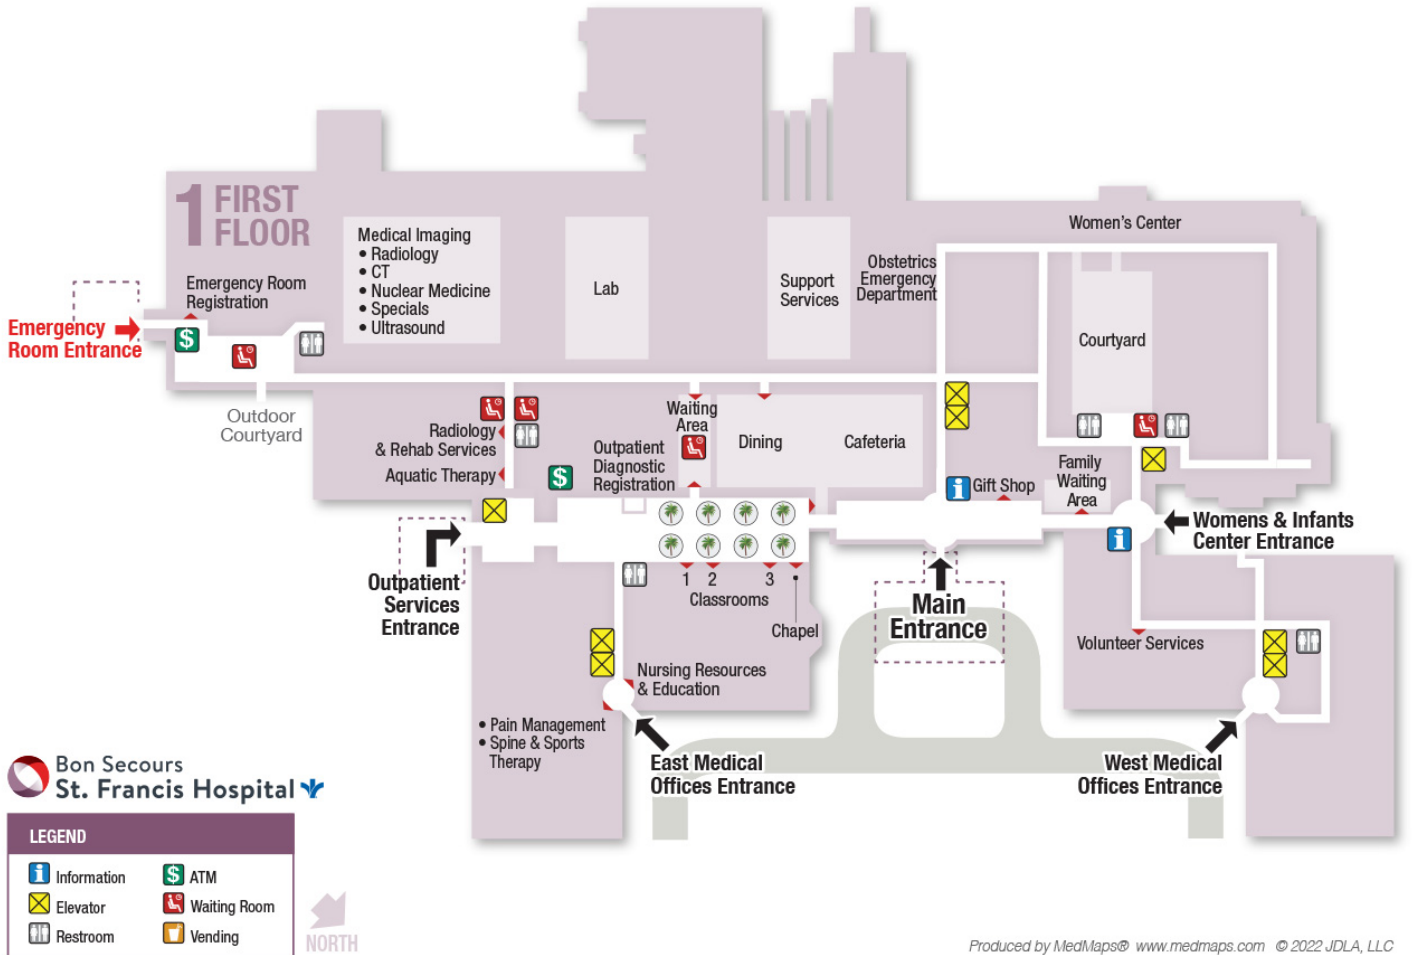 1 FIRST
FLOOR
Medical Imaging
• Radiology
• CT
• Nuclear Medicine
• Specials
• Ultrasound
Lab
Support
Services
Obstetrics
Emergency
Department
Women's Center
Courtyard
Emergency Room
Registration
Emergency
Room Entrance
$
Outdoor
Courtyard
Radiology
& Rehab Services
Aquatic Therapy
$
Outpatient
Diagnostic
Registration
Waiting
Area
Dining
Cafeteria
i
Gift Shop
Family
Waiting
Area
i
Womens & Infants
Center Entrance
Outpatient
Services
Entrance
1
2
3
Classrooms
Chapel
Main
Entrance
Volunteer Services
Nursing Resources
& Education
• Pain Management
• Spine & Sports
Therapy
East Medical
Offices Entrance
West Medical
Offices Entrance
Bon Secours
St. Francis Hospital
LEGEND
i Information
$ ATM
Elevator
Waiting Room
Restroom
Vending
NORTH
Produced by MedMaps® www.medmaps.com © 2022 JDLA, LLC